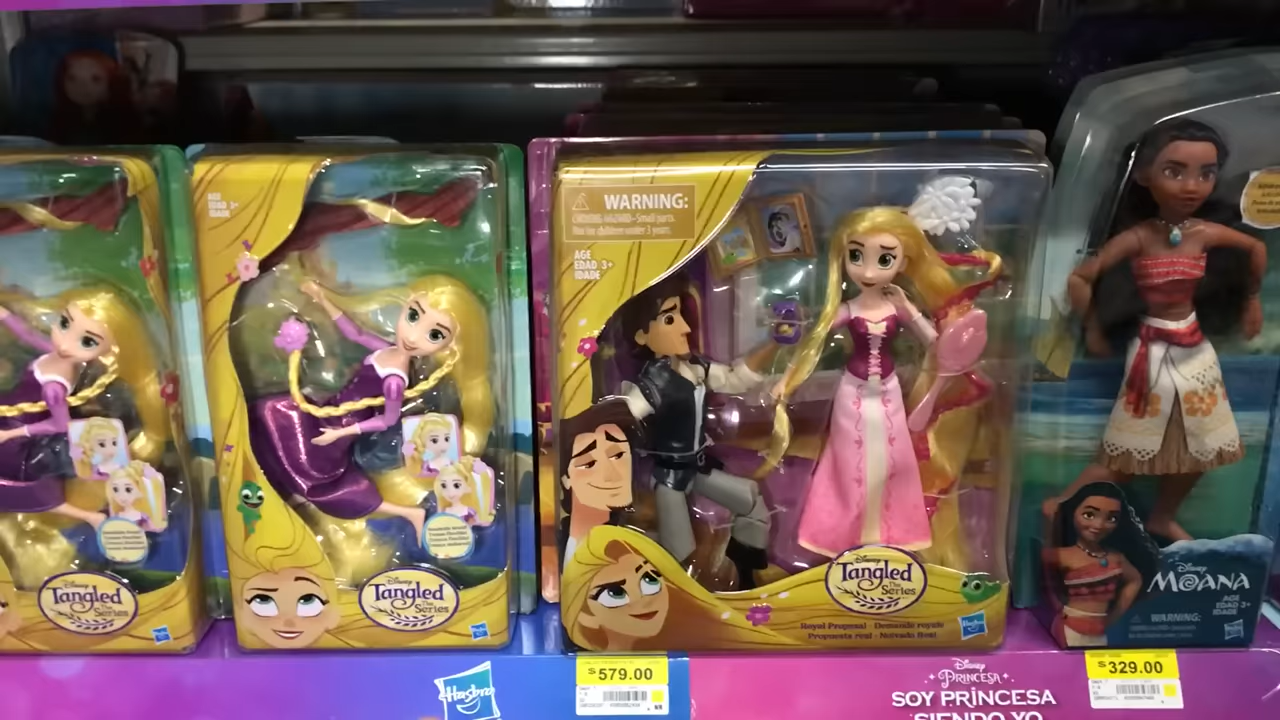 AGE
EDAD 3+
IDADE
Disney
Tangled
The Series
Disney
Tangled
The Series
WARNING:
CHOKING HAZARD–Small parts.
Not for children under 3 years.
AGE
EDAD 3+
IDADE
Disney
Tangled
The Series
Royal Proposal · Demande royale
Propuesta real · Noivado Real
Hasbro
Disney
MOANA
AGE
EDAD 3+
IDADE
WARNING:
Hasbro
$579.00
Disney
PRINCESA
SOY PRINCESA
SIENDO YO
$329.00